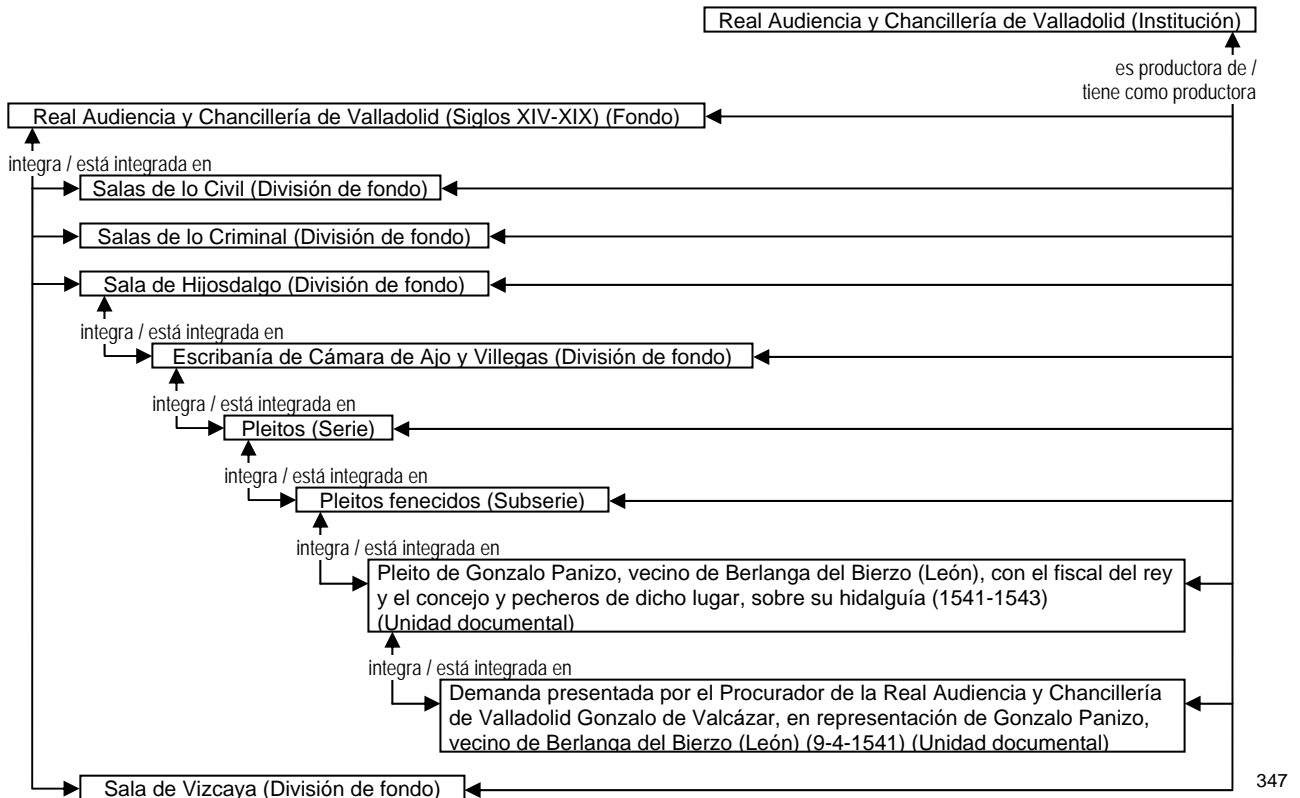 Real Audiencia y Chancillería de Valladolid (Institución)
es productora de /
tiene como productora
Real Audiencia y Chancillería de Valladolid (Siglos XIV-XIX) (Fondo)
integra / está integrada en
Salas de lo Civil (División de fondo)
Salas de lo Criminal (División de fondo)
Sala de Hijosdalgo (División de fondo)
integra / está integrada en
Escribanía de Cámara de Ajo y Villegas (División de fondo)
integra / está integrada en
Pleitos (Serie)
integra / está integrada en
Pleitos fenecidos (Subserie)
integra / está integrada en
Pleito de Gonzalo Panizo, vecino de Berlanga del Bierzo (León), con el fiscal del rey
y el concejo y pecheros de dicho lugar, sobre su hidalguía (1541-1543)
(Unidad documental)
integra / está integrada en
Demanda presentada por el Procurador de la Real Audiencia y Chancillería
de Valladolid Gonzalo de Valcázar, en representación de Gonzalo Panizo,
vecino de Berlanga del Bierzo (León) (9-4-1541) (Unidad documental)
Sala de Vizcaya (División de fondo)
347